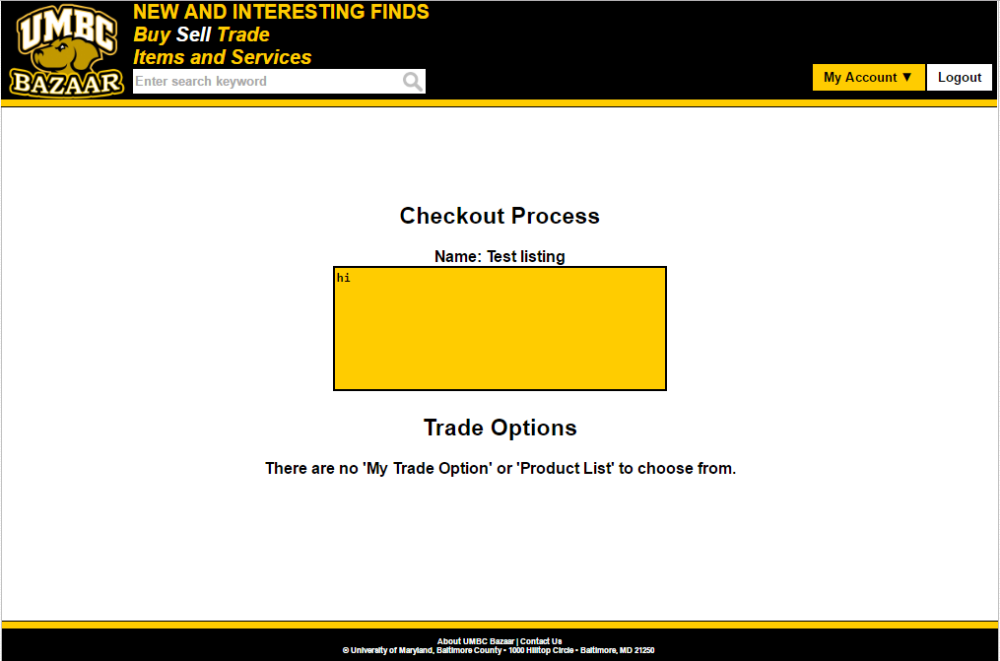 UMBC
BAZAAR
NEW AND INTERESTING FINDS
Buy Sell Trade
Items and Services
Enter search keyword
My Account ▼
Logout
Checkout Process
Name: Test listing
hi
Trade Options
There are no 'My Trade Option' or 'Product List' to choose from.
About UMBC Bazaar | Contact Us
© University of Maryland, Baltimore County • 1000 Hilltop Circle • Baltimore, MD 21250